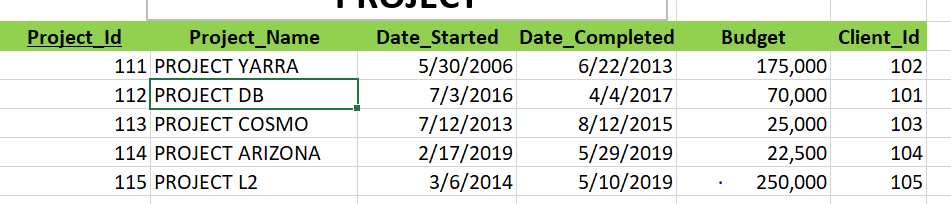 PROJECT
Project_Id Project_Name Date_Started Date_Completed Budget Client_Id
111 PROJECT YARRA 5/30/2006 6/22/2013 175,000 102
112 PROJECT DB 7/3/2016 4/4/2017 70,000 101
113 PROJECT COSMO 7/12/2013 8/12/2015 25,000 103
114 PROJECT ARIZONA 2/17/2019 5/29/2019 22,500 104
115 PROJECT L2 3/6/2014 5/10/2019 250,000 105